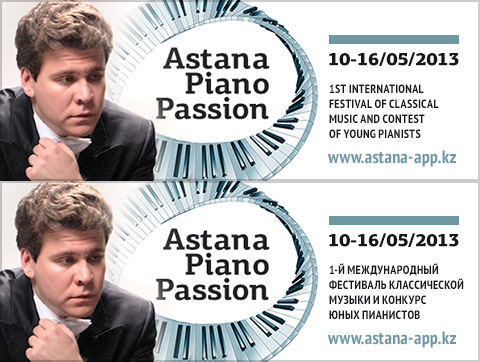 Astana
Piano
Passion
10-16/05/2013
1ST INTERNATIONAL
FESTIVAL OF CLASSICAL
MUSIC AND CONTEST
OF YOUNG PIANISTS
www.astana-app.kz
Astana
Piano
Passion
10-16/05/2013
1-Й МЕЖДУНАРОДНЫЙ
ФЕСТИВАЛЬ КЛАССИЧЕСКОЙ
МУЗЫКИ И КОНКУРС
ЮНЫХ ПИАНИСТОВ
www.astana-app.kz